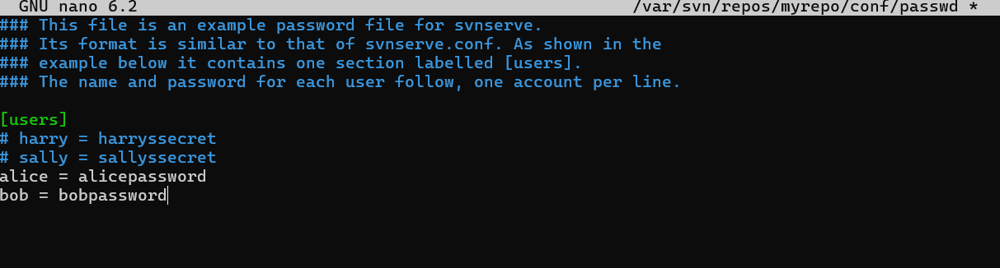 GNU nano 6.2 /var/svn/repos/myrepo/conf/passwd *
### This file is an example password file for svnserve.
### Its format is similar to that of svnserve.conf. As shown in the
### example below it contains one section labelled [users].
### The name and password for each user follow, one account per line.
[users]
# harry = harryssecret
# sally = sallyssecret
alice = alicepassword
bob = bobpassword